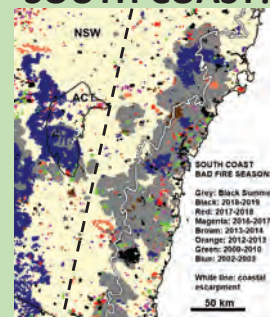 NSW
ACT
SOUTH COAST
BAD FIRE SEASONS
Grey: Black Summe
Black: 2018-2019
Red: 2017-2018
Magenta: 2016-2017
Brown: 2013-2014
Orange: 2012-2013
Green: 2009-2010
Blue: 2002-2003
White line: coastal
escarpment
50 km